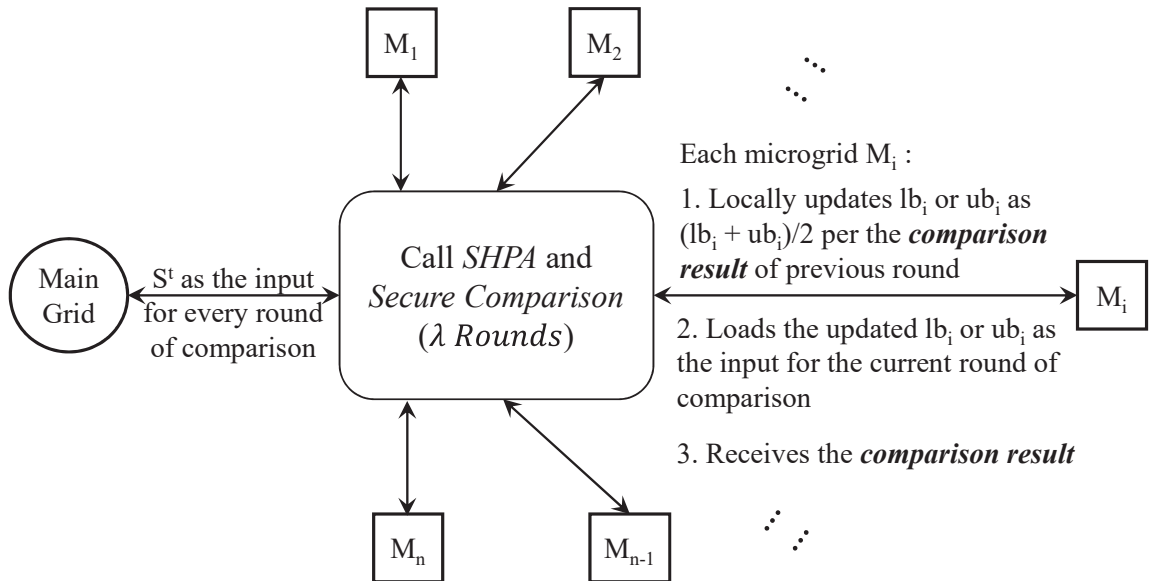 M₁
M₂
Each microgrid Mᵢ :
1. Locally updates lbᵢ or ubᵢ as
(lbᵢ + ubᵢ)/2 per the comparison
result of previous round
Call SHPA and
Secure Comparison
(λ Rounds)
Main
Grid
Sᵗ as the input
for every round
of comparison
Mᵢ
2. Loads the updated lbᵢ or ubᵢ as
the input for the current round of
comparison
3. Receives the comparison result
Mₙ
Mₙ₋₁